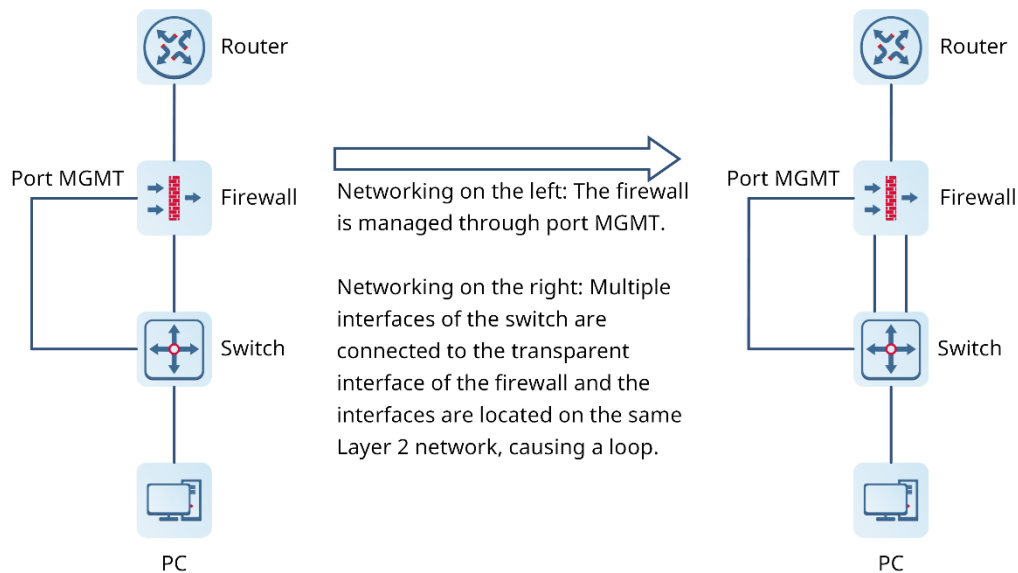 Router
Port MGMT
Firewall
Switch
PC
Networking on the left: The firewall
is managed through port MGMT.
Networking on the right: Multiple
interfaces of the switch are
connected to the transparent
interface of the firewall and the
interfaces are located on the same
Layer 2 network, causing a loop.
Router
Port MGMT
Firewall
Switch
PC